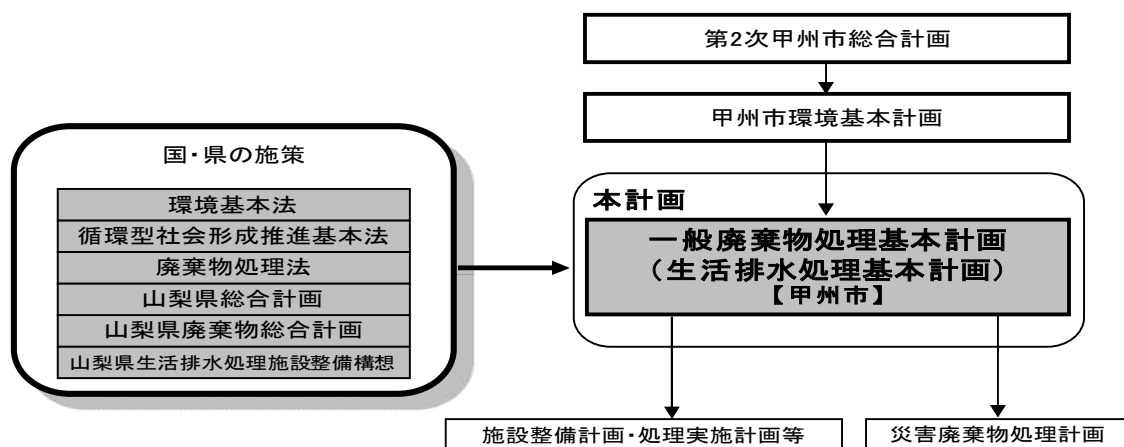 第2次甲州市総合計画
甲州市環境基本計画
国・県の施策
環境基本法
循環型社会形成推進基本法
廃棄物処理法
山梨県総合計画
山梨県廃棄物総合計画
山梨県生活排水処理施設整備構想
本計画
一般廃棄物処理基本計画
（生活排水処理基本計画）
【甲州市】
施設整備計画・処理実施計画等
災害廃棄物処理計画